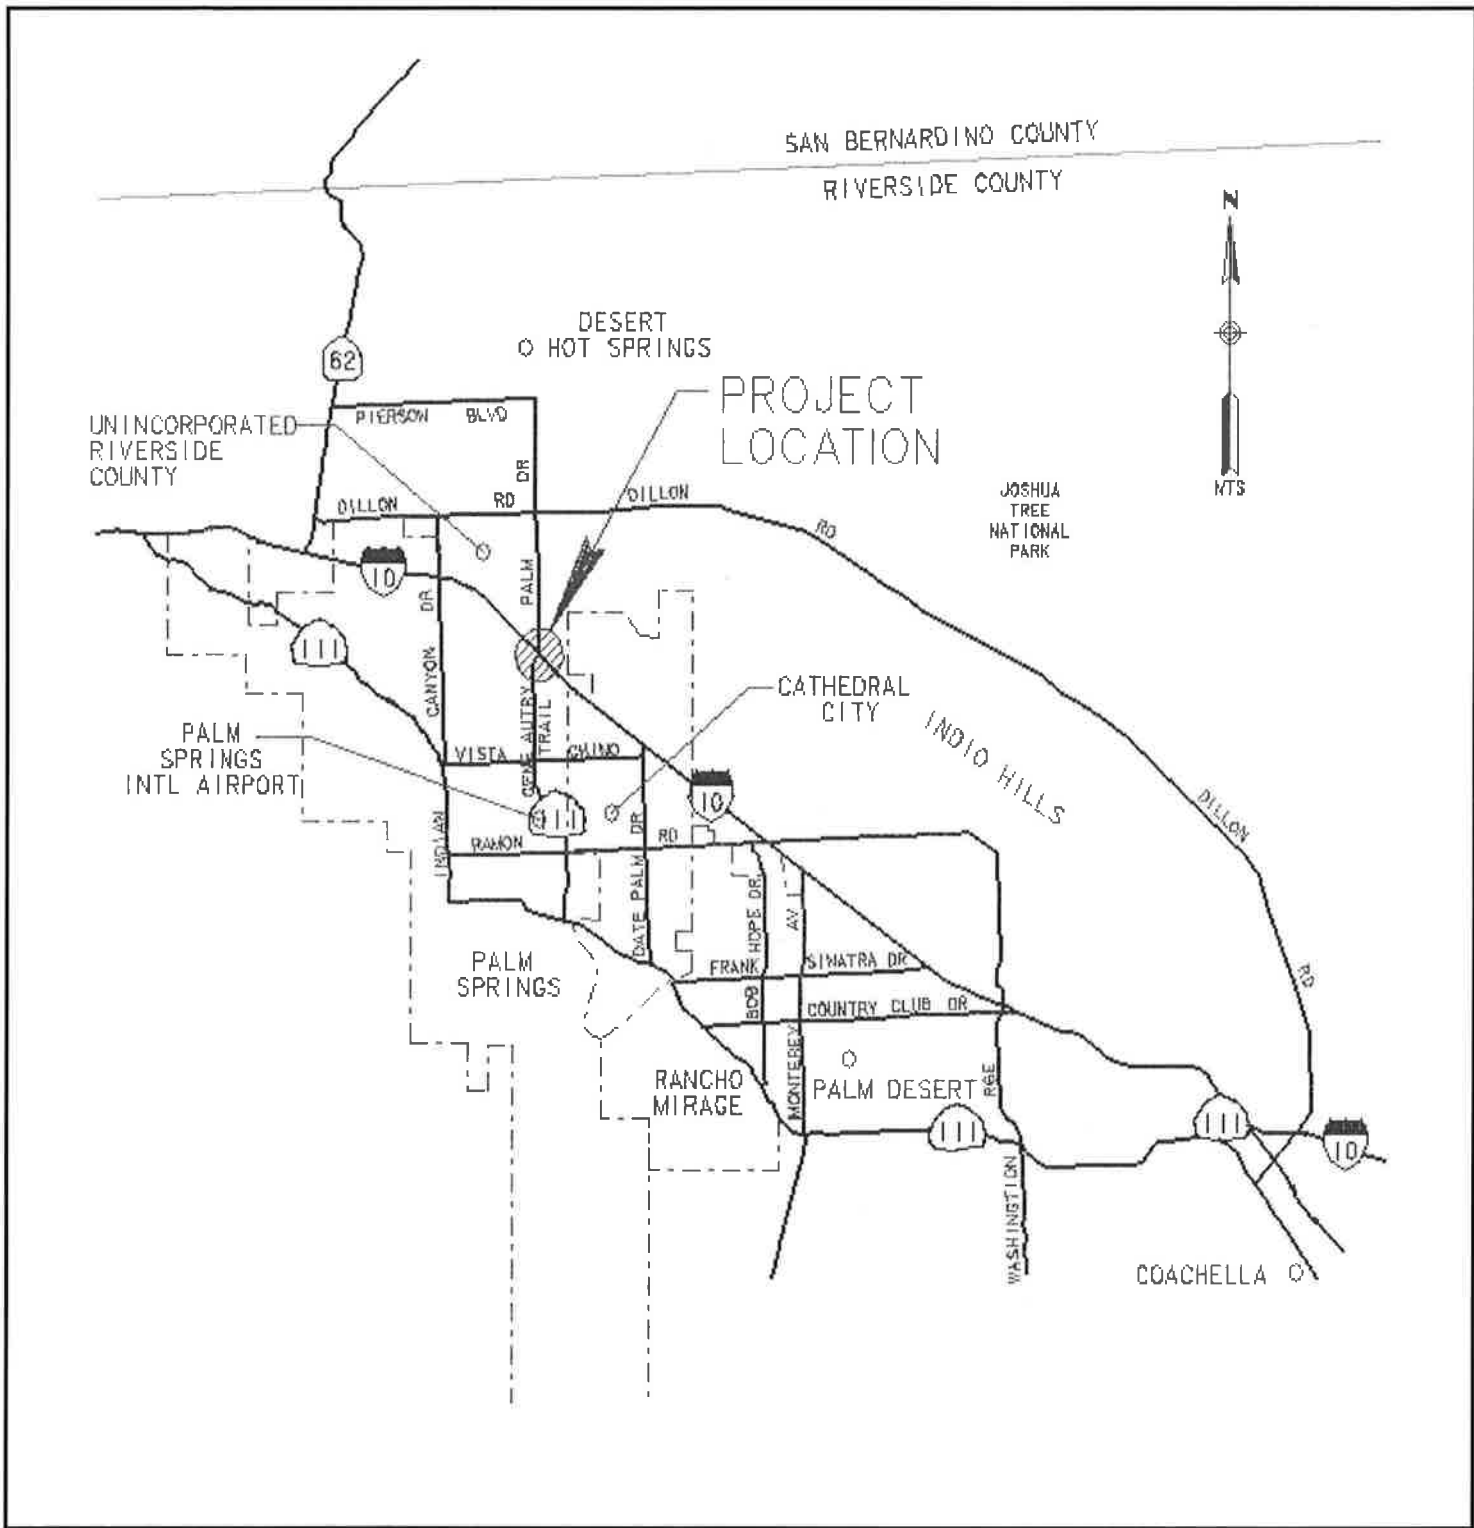 SAN BERNARDINO COUNTY
RIVERSIDE COUNTY
N
NTS
DESERT
HOT SPRINGS
62
PROJECT
LOCATION
PIERSON BLVD
UNINCORPORATED
RIVERSIDE
COUNTY
DILLON RD
DILLON
RD
JOSHUA
TREE
NATIONAL
PARK
PALM DR
10
111
INDIAN CANYON DR
CATHEDRAL
CITY
GENE AUTRY
TRAIL
INDIO HILLS
PALM
SPRINGS
INTL AIRPORT
VISTA CHINO
10
111
DILLON
RD
RAMON RD
DATE PALM DR
BOB HOPE DR
MONTEREY AV
PALM
SPRINGS
FRANK SINATRA DR
COUNTRY CLUB DR
RANCHO
MIRAGE
PALM DESERT
RGE
111
111
10
WASHINGTON
COACHELLA